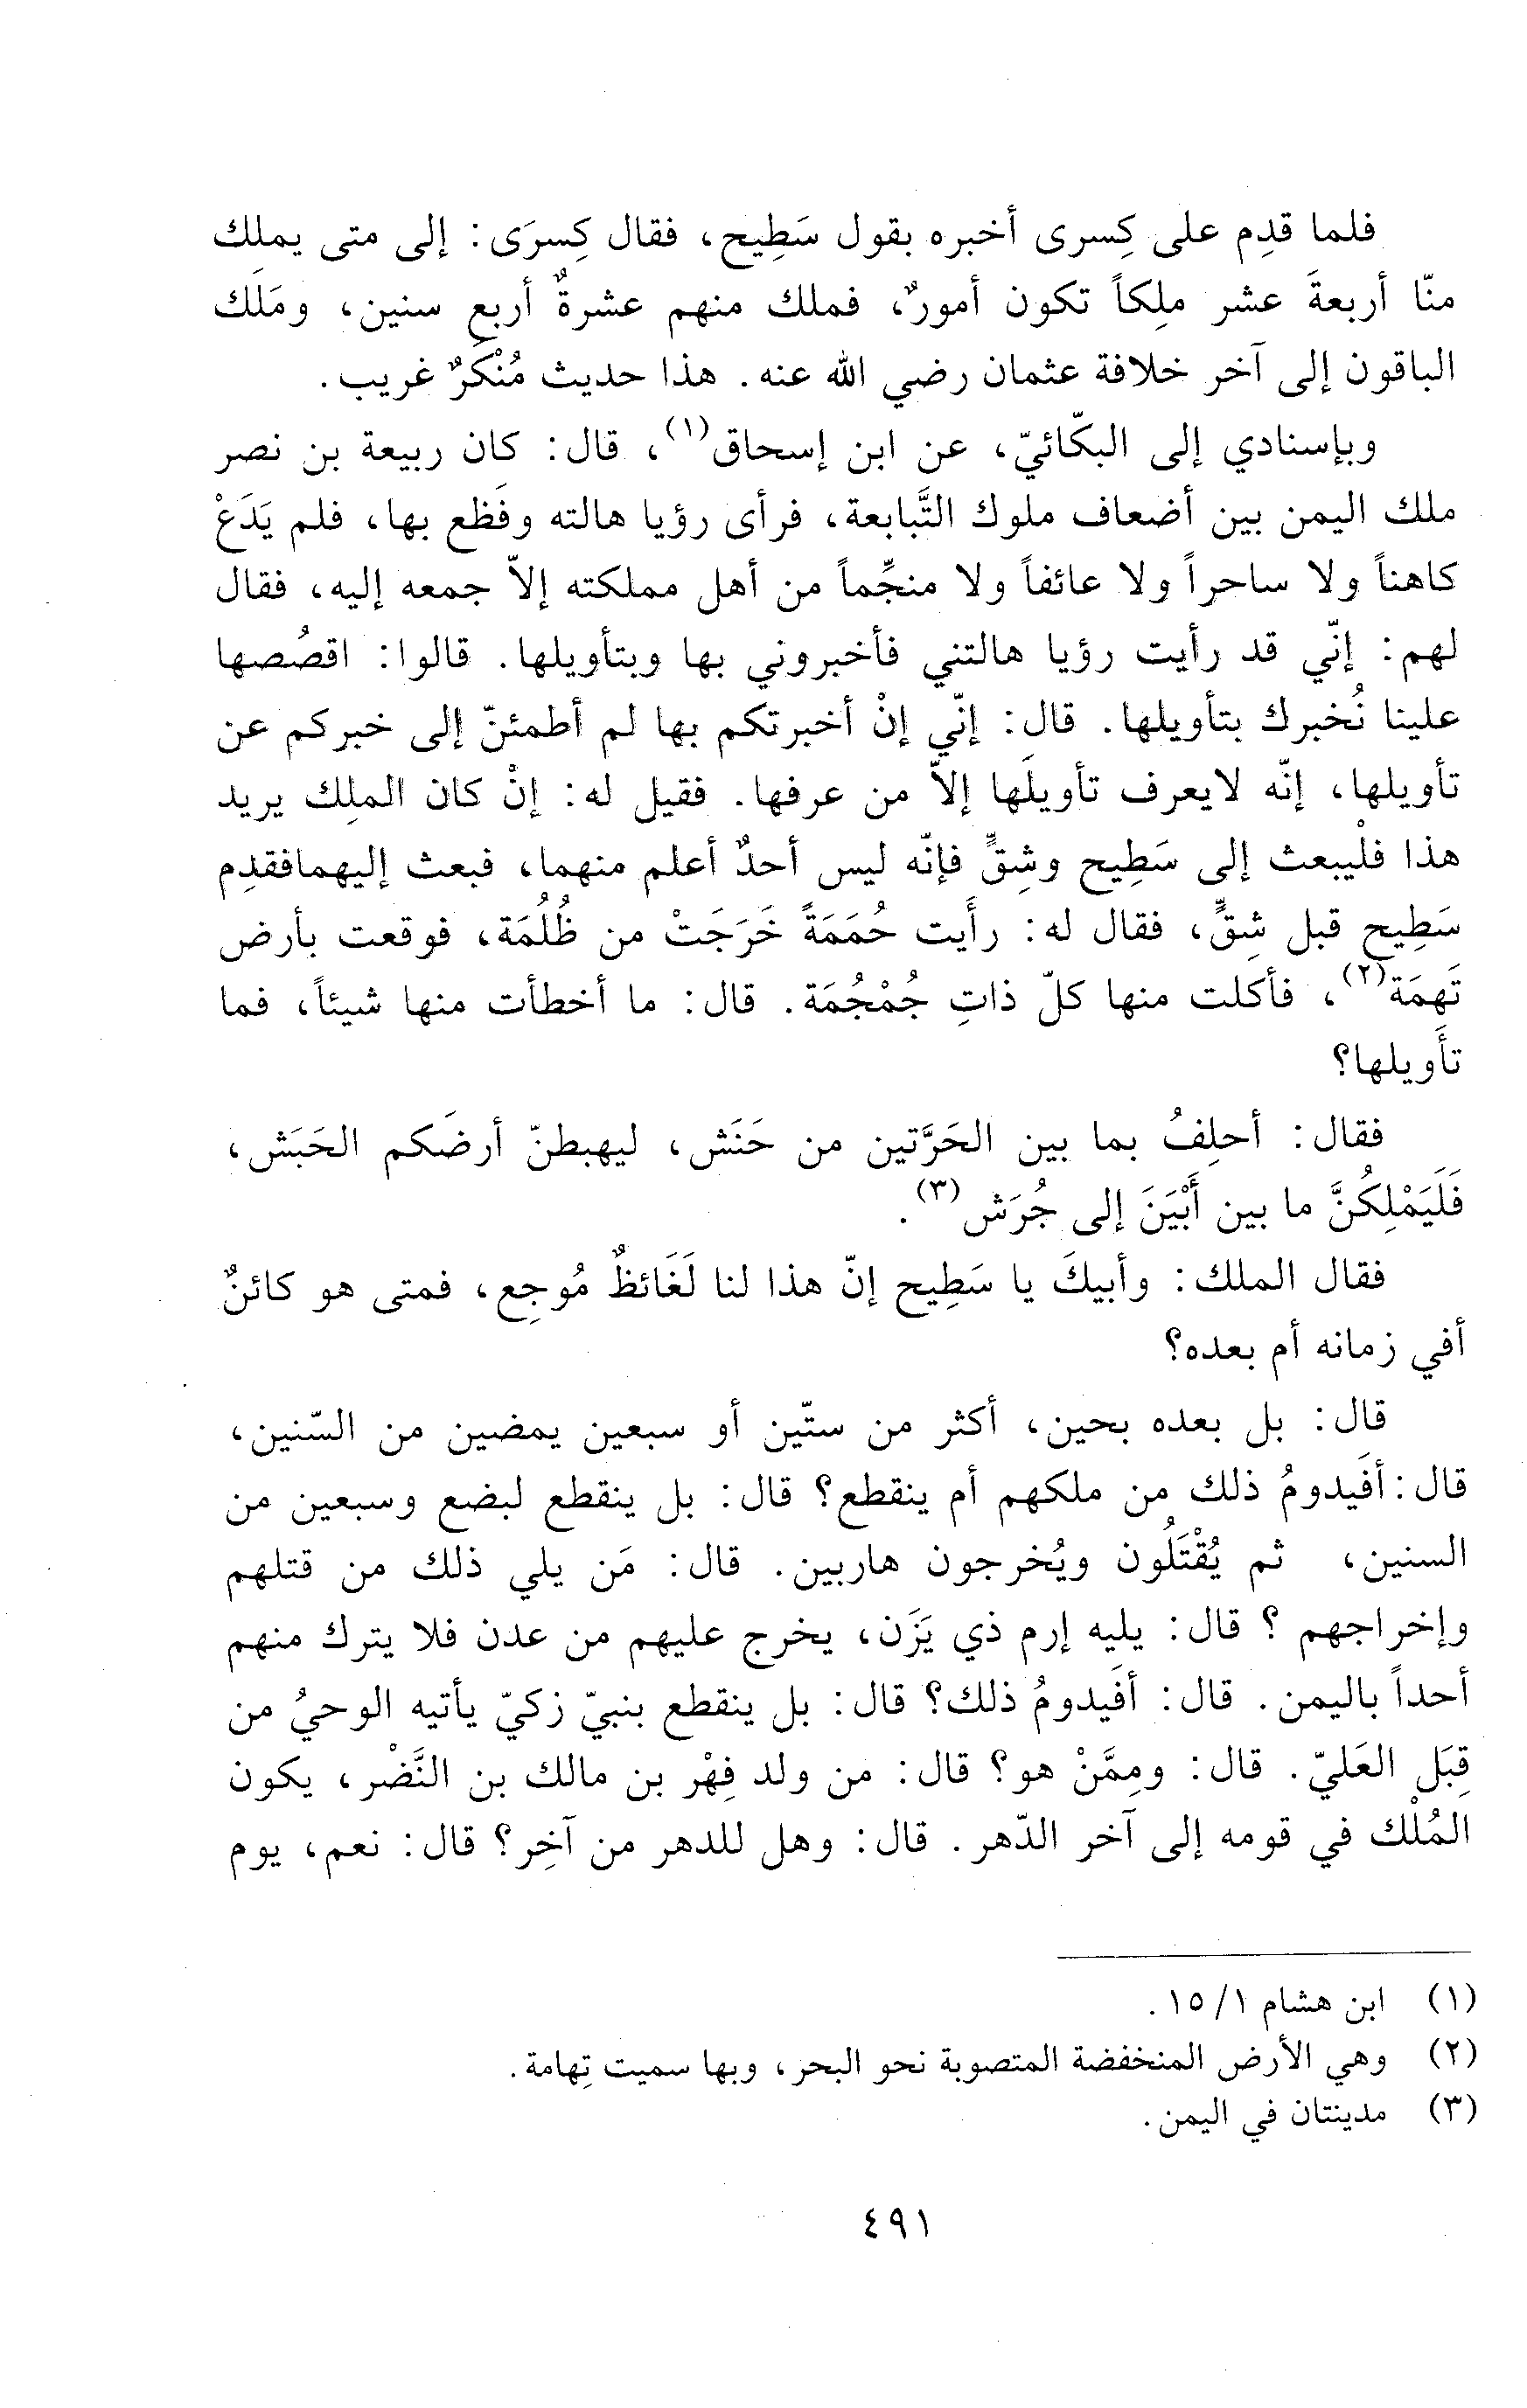 فلما قدِم على كِسرى أخبره بقول سَطِيح، فقال كِسرَى: إلى متى يملِك
منّا أربعةَ عشر ملِكاً تكون أمورٌ، فملك منهم عشرةٌ أربع سنين، ومَلَك
الباقون إلى آخر خلافة عثمان رضي الله عنه. هذا حديث مُنْكَرٌ غريب.
وبإسنادي إلى البكّائيّ، عن ابن إسحاق(١)، قال: كان ربيعة بن نصر
ملك اليمن بين أضعاف ملوك التَّبابعة، فرأى رؤيا هالته وفَظع بها، فلم يَدَعْ
كاهناً ولا ساحراً ولا عائفاً ولا منجِّماً من أهل مملكته إلاّ جمعه إليه، فقال
لهم: إنّي قد رأيت رؤيا هالتني فأخبروني بها وبتأويلها. قالوا: اقصُصها
علينا نُخبرك بتأويلها. قال: إنّي إنْ أخبرتكم بها لم أطمئنّ إلى خبركم عن
تأويلها، إنّه لايعرف تأويلَها إلاّ من عرفها. فقيل له: إنْ كان الملِك يريد
هذا فلْيبعث إلى سَطِيح وشِقٍّ فإنّه ليس أحدٌ أعلم منهما، فبعث إليهمافقدِم
سَطِيح قبل شِقٍّ، فقال له: رأَيت حُمَمَةً خَرَجَتْ من ظُلُمَة، فوقعت بأرض
تَهمَة(٢)، فأكلت منها كلّ ذاتِ جُمْجُمَة. قال: ما أخطأت منها شيئاً، فما
تأَويلها؟
فقال: أحلِفُ بما بين الحَرَّتين من حَنَش، ليهبطنّ أرضَكم الحَبَش،
فَلَيَمْلِكُنَّ ما بين أَبْيَنَ إلى جُرَش(٣).
فقال الملك: وأبيكَ يا سَطِيح إنّ هذا لنا لَغَائظٌ مُوجِع، فمتى هو كائنٌ
أفي زمانه أم بعده؟
قال: بل بعده بحين، أكثر من ستّين أو سبعين يمضين من السّنين،
قال: أفَيدومُ ذلك من ملكهم أم ينقطع؟ قال: بل ينقطع لبضع وسبعين من
السنين، ثم يُقْتَلُون ويُخرجون هاربين. قال: مَن يلي ذلك من قتلهم
وإخراجهم ؟ قال: يليه إرم ذي يَزَن، يخرج عليهم من عدن فلا يترك منهم
أحداً باليمن. قال: أفَيدومُ ذلك؟ قال: بل ينقطع بنبيّ زكيّ يأتيه الوحيُ من
قِبَل العَليّ. قال: ومِمَّنْ هو؟ قال: من ولد فِهْر بن مالك بن النَّضْر، يكون
المُلْك في قومه إلى آخر الدّهر. قال: وهل للدهر من آخِر؟ قال: نعم، يوم
(١) ابن هشام ١/ ١٥.
(٢) وهي الأرض المنخفضة المتصوبة نحو البحر، وبها سميت تِهامة.
(٣) مدينتان في اليمن.
٤٩١